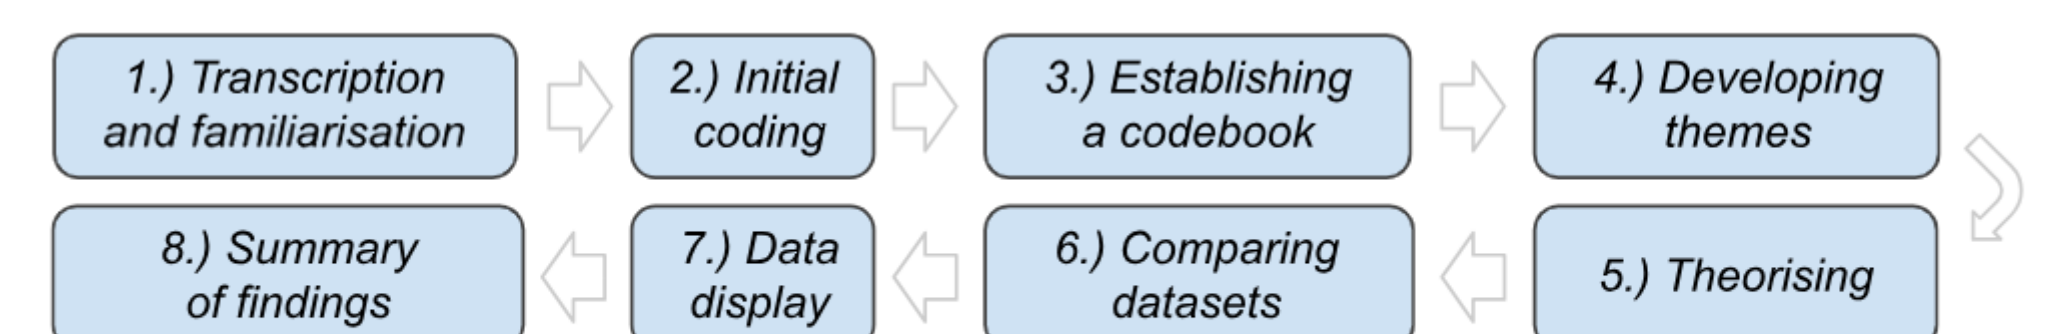 1.) Transcription
and familiarisation
2.) Initial
coding
3.) Establishing
a codebook
4.) Developing
themes
5.) Theorising
6.) Comparing
datasets
7.) Data
display
8.) Summary
of findings